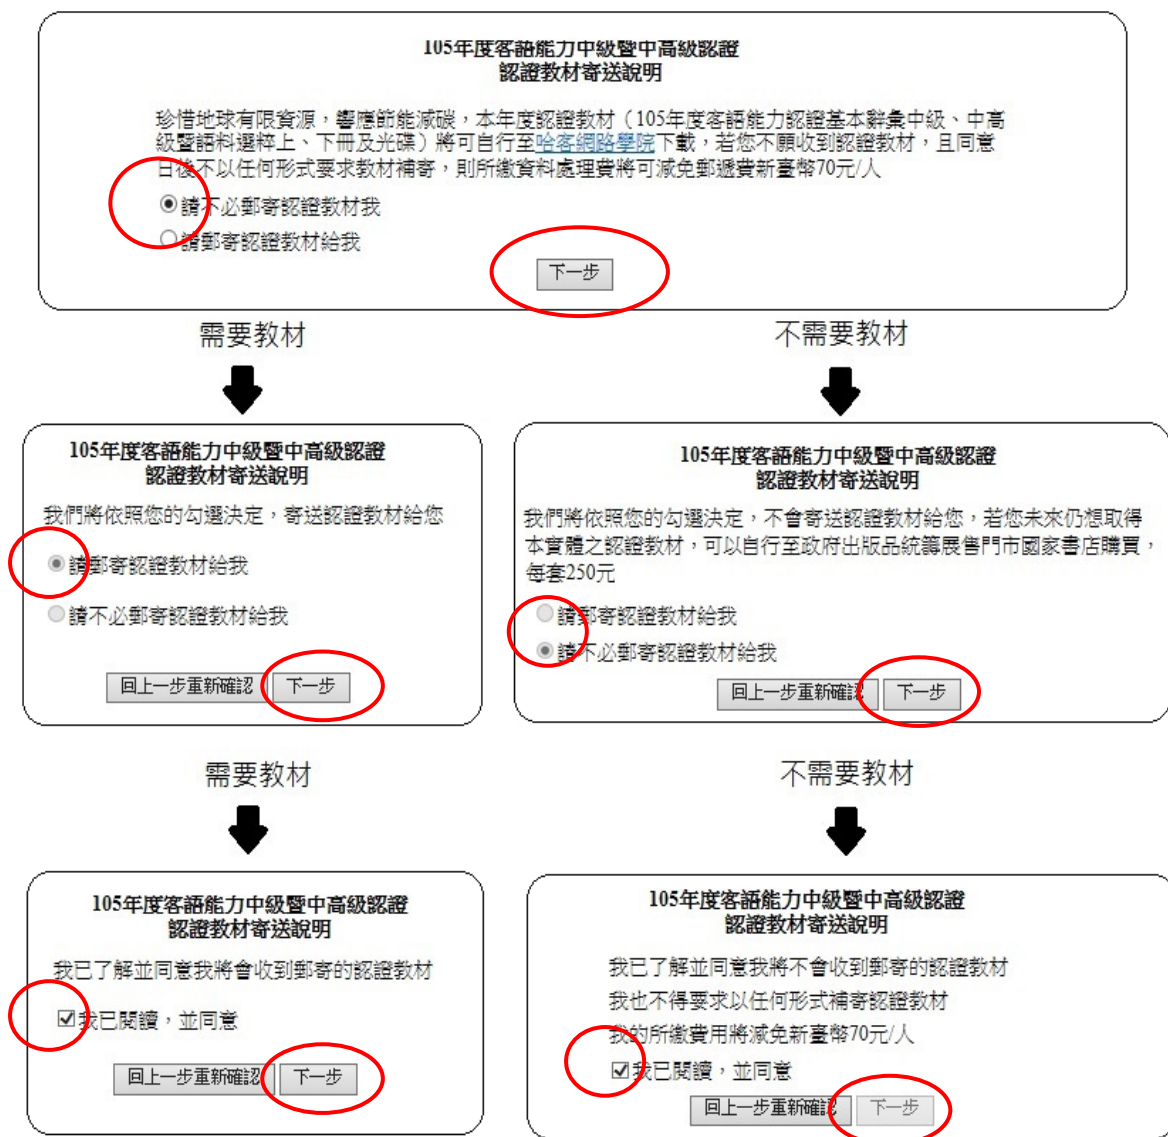 105年度客語能力中級暨中高級認證
認證教材寄送說明
珍惜地球有限資源，響應節能減碳，本年度認證教材（105年度客語能力認證基本辭彙中級、中高
級暨語料選粹上、下冊及光碟）將可自行至哈客網路學院下載，若您不願收到認證教材，且同意
日後不以任何形式要求教材補寄，則所繳資料處理費將可減免郵遞費新臺幣70元/人
請不必郵寄認證教材我
請郵寄認證教材給我
下一步
需要教材
105年度客語能力中級暨中高級認證
認證教材寄送說明
我們將依照您的勾選決定，寄送認證教材給您
請郵寄認證教材給我
請不必郵寄認證教材給我
回上一步重新確認 下一步
不需要教材
105年度客語能力中級暨中高級認證
認證教材寄送說明
我們將依照您的勾選決定，不會寄送認證教材給您，若您未來仍想取得
本實體之認證教材，可以自行至政府出版品統籌展售門市國家書店購買，
每套250元
請郵寄認證教材給我
請不必郵寄認證教材給我
回上一步重新確認 下一步
需要教材
105年度客語能力中級暨中高級認證
認證教材寄送說明
我已了解並同意我將會收到郵寄的認證教材
我已閱讀，並同意
回上一步重新確認 下一步
不需要教材
105年度客語能力中級暨中高級認證
認證教材寄送說明
我已了解並同意我將不會收到郵寄的認證教材
我也不得要求以任何形式補寄認證教材
我的所繳費用將減免新臺幣70元/人
我已閱讀，並同意
回上一步重新確認 下一步